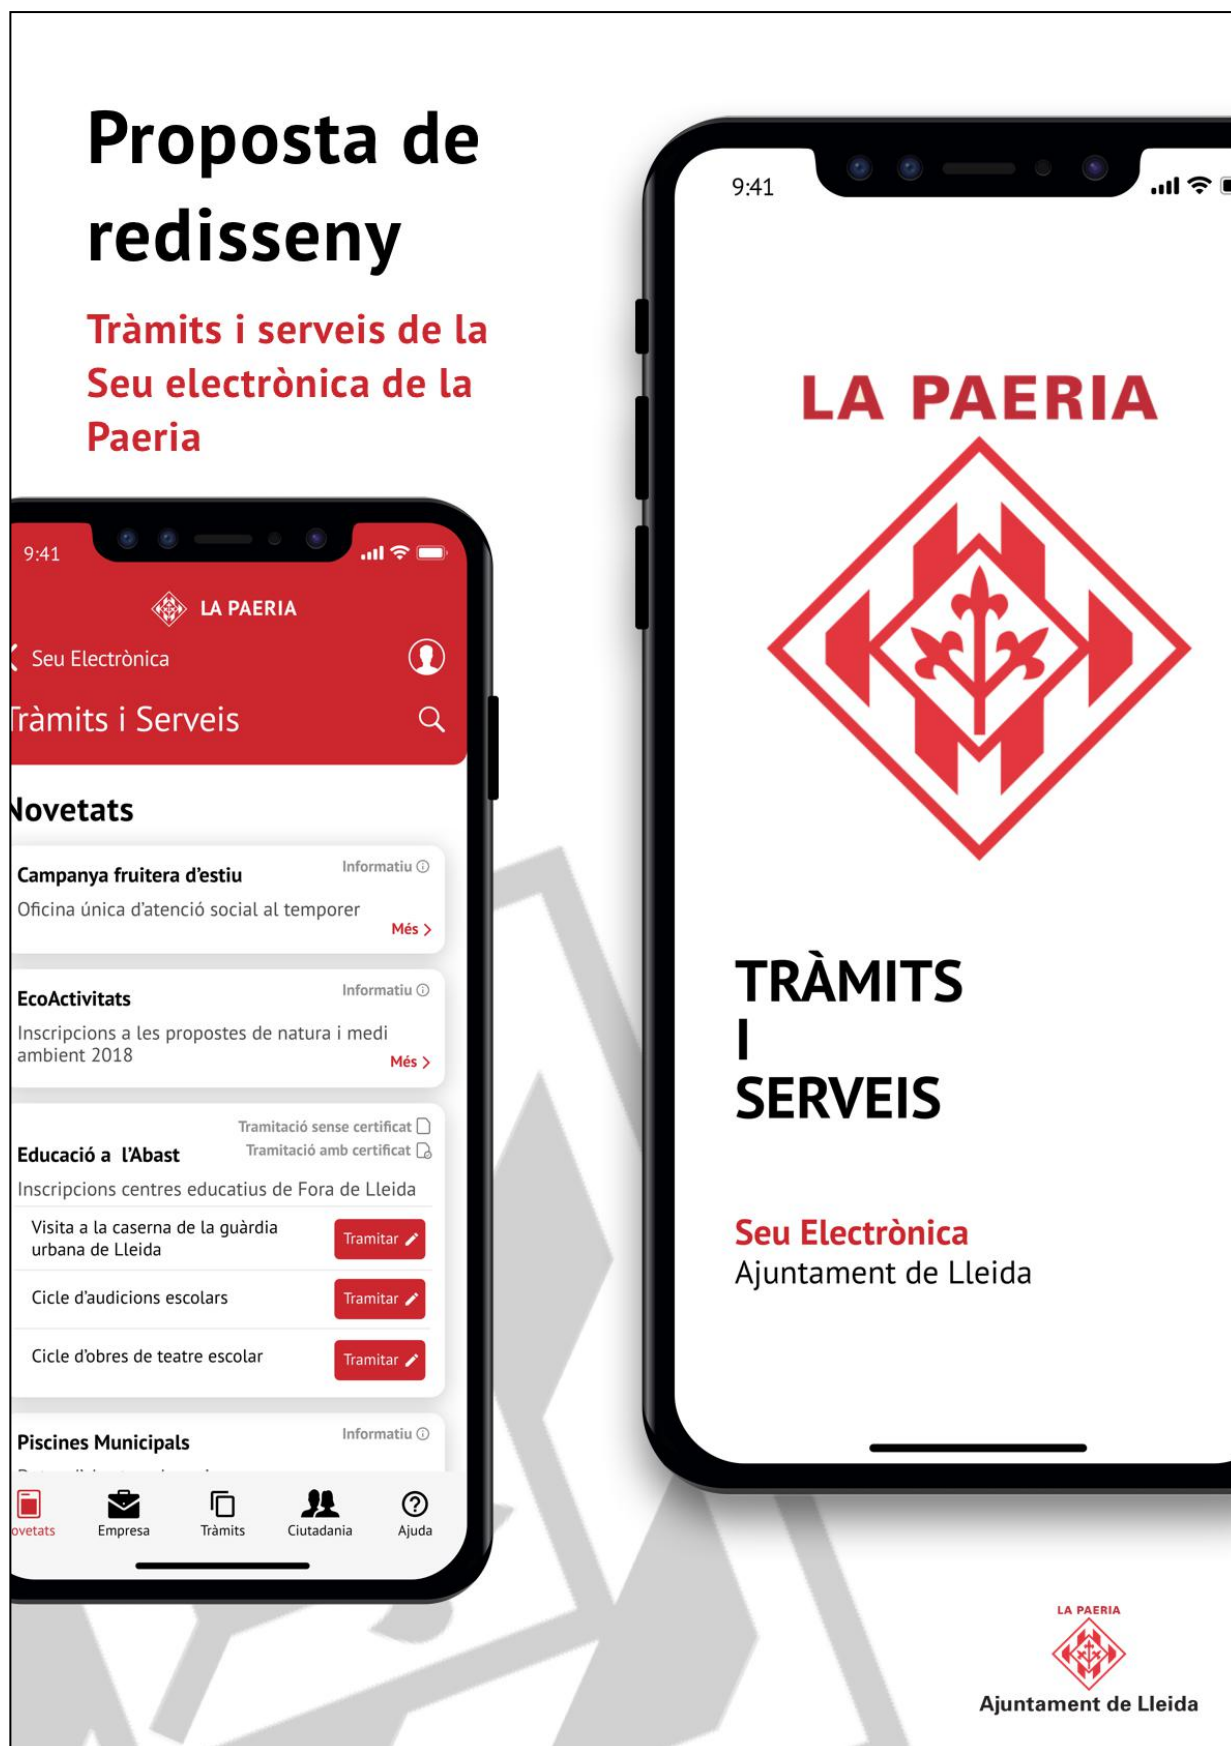 Proposta de
redisseny
Tràmits i serveis de la
Seu electrònica de la
Paeria
9:41
LA PAERIA
Seu Electrònica
Tràmits i Serveis
Novetats
Campanya fruitera d'estiu
Informatiu
Oficina única d'atenció social al temporer
Més >
EcoActivitats
Informatiu
Inscripcions a les propostes de natura i medi
ambient 2018
Més >
Tramitació sense certificat
Tramitació amb certificat
Educació a l'Abast
Inscripcions centres educatius de Fora de Lleida
Visita a la caserna de la guàrdia
urbana de Lleida
Tramitar
Cicle d'audicions escolars
Tramitar
Cicle d'obres de teatre escolar
Tramitar
Piscines Municipals
Informatiu
ovetats
Empresa
Tràmits
Ciutadania
Ajuda
9:41
LA PAERIA
TRÀMITS
I
SERVEIS
Seu Electrònica
Ajuntament de Lleida
LA PAERIA
Ajuntament de Lleida